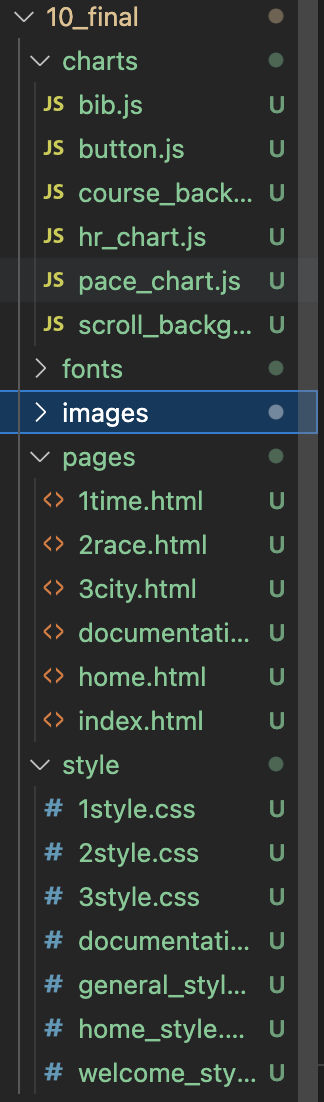 10_final
charts
JS bib.js U
JS button.js U
JS course_back... U
JS hr_chart.js U
JS pace_chart.js U
JS scroll_backg... U
fonts
images
pages
<> 1time.html U
<> 2race.html U
<> 3city.html U
<> documentati... U
<> home.html U
<> index.html U
style
# 1style.css U
# 2style.css U
# 3style.css U
# documentati... U
# general_styl... U
# home_style.... U
# welcome_sty... U